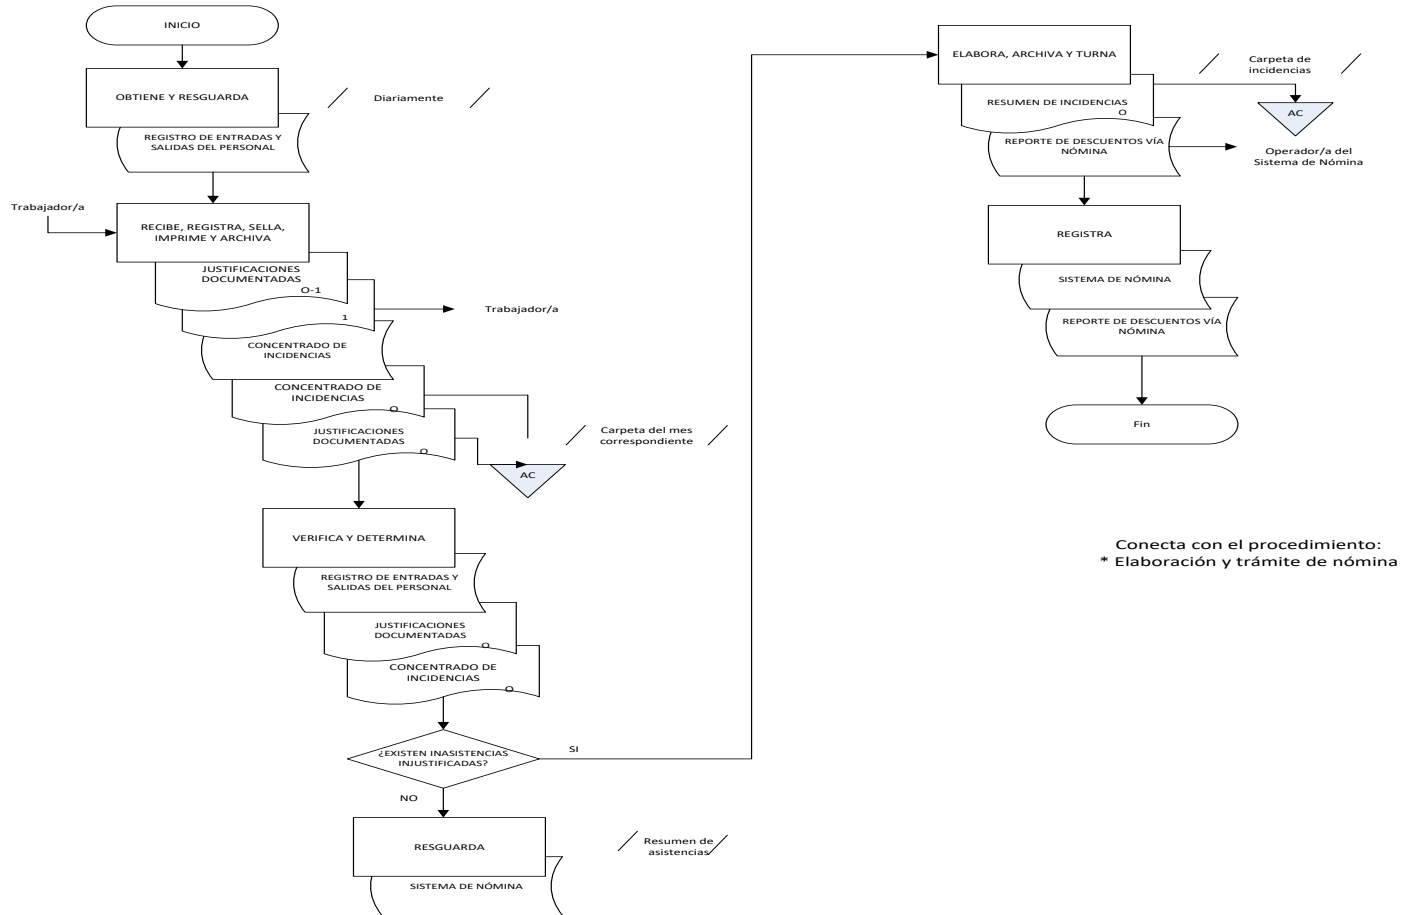 INICIO
OBTIENE Y RESGUARDA
Diariamente
REGISTRO DE ENTRADAS Y
SALIDAS DEL PERSONAL
Trabajador/a
RECIBE, REGISTRA, SELLA,
IMPRIME Y ARCHIVA
JUSTIFICACIONES
DOCUMENTADAS
O-1
1
Trabajador/a
CONCENTRADO DE
INCIDENCIAS
CONCENTRADO DE
INCIDENCIAS
O
JUSTIFICACIONES
DOCUMENTADAS
O
Carpeta del mes
correspondiente
AC
VERIFICA Y DETERMINA
REGISTRO DE ENTRADAS Y
SALIDAS DEL PERSONAL
JUSTIFICACIONES
DOCUMENTADAS
O
CONCENTRADO DE
INCIDENCIAS
O
¿EXISTEN INASISTENCIAS
INJUSTIFICADAS?
SI
NO
RESGUARDA
Resumen de
asistencias
SISTEMA DE NÓMINA
ELABORA, ARCHIVA Y TURNA
Carpeta de
incidencias
RESUMEN DE INCIDENCIAS
O
AC
REPORTE DE DESCUENTOS VÍA
NÓMINA
Operador/a del
Sistema de Nómina
REGISTRA
SISTEMA DE NÓMINA
REPORTE DE DESCUENTOS VÍA
NÓMINA
Fin
Conecta con el procedimiento:
* Elaboración y trámite de nómina